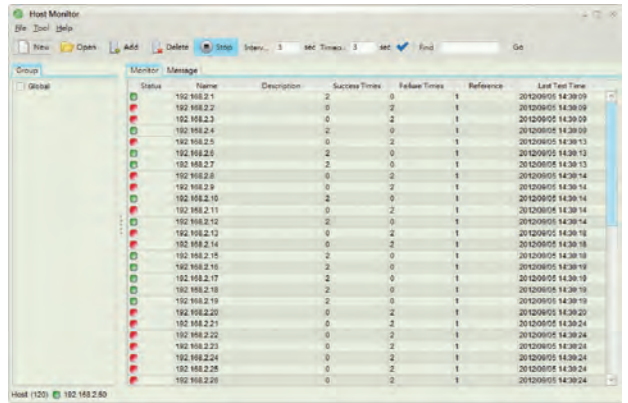 Host Monitor
File Tool Help
New Open Add Delete Stop Interv.. 3 sec Times.. 3 sec Find Go
Group Monitor Message
Global
Status Name Description Success Times Failure Times Reference Last Test Time
192.168.2.1 2 0 1 2012/09/05 14:39:09
192.168.2.2 0 2 1 2012/09/05 14:39:09
192.168.2.3 0 2 1 2012/09/05 14:39:09
192.168.2.4 2 0 1 2012/09/05 14:39:09
192.168.2.5 0 2 1 2012/09/05 14:39:13
192.168.2.6 2 0 1 2012/09/05 14:39:13
192.168.2.7 2 0 1 2012/09/05 14:39:13
192.168.2.8 0 2 1 2012/09/05 14:39:14
192.168.2.9 0 2 1 2012/09/05 14:39:14
192.168.2.10 2 0 1 2012/09/05 14:39:14
192.168.2.11 0 2 1 2012/09/05 14:39:14
192.168.2.12 2 0 1 2012/09/05 14:39:14
192.168.2.13 0 2 1 2012/09/05 14:39:18
192.168.2.14 0 2 1 2012/09/05 14:39:18
192.168.2.15 2 0 1 2012/09/05 14:39:18
192.168.2.16 2 0 1 2012/09/05 14:39:18
192.168.2.17 2 0 1 2012/09/05 14:39:19
192.168.2.18 2 0 1 2012/09/05 14:39:19
192.168.2.19 2 0 1 2012/09/05 14:39:19
192.168.2.20 0 2 1 2012/09/05 14:39:20
192.168.2.21 0 2 1 2012/09/05 14:39:24
192.168.2.22 0 2 1 2012/09/05 14:39:24
192.168.2.23 0 2 1 2012/09/05 14:39:24
192.168.2.24 0 2 1 2012/09/05 14:39:24
192.168.2.25 0 2 1 2012/09/05 14:39:24
192.168.2.26 0 2 1 2012/09/05 14:39:24
Host (120) 192.168.2.60